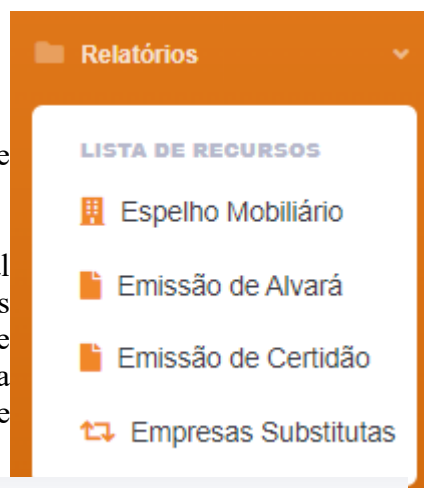 Relatórios
LISTA DE RECURSOS
Espelho Mobiliário
Emissão de Alvará
Emissão de Certidão
Empresas Substitutas